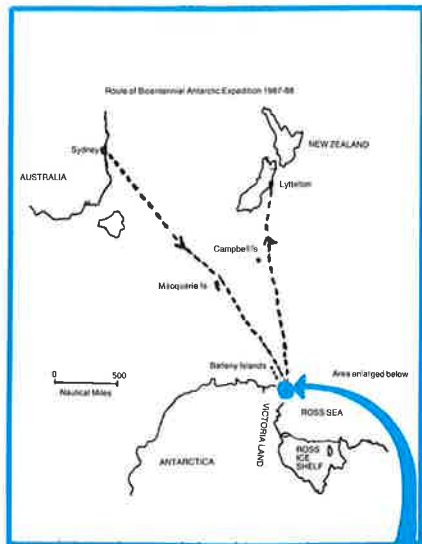 Route of Bicentennial Antarctic Expedition 1987-88
Sydney
NEW ZEALAND
AUSTRALIA
Lyttelton
Campbell Is
Macquarie Is
Balleny Islands
Area enlarged below
0 500
Nautical Miles
VICTORIA LAND
ROSS SEA
ANTARCTICA
ROSS
ICE
SHELF